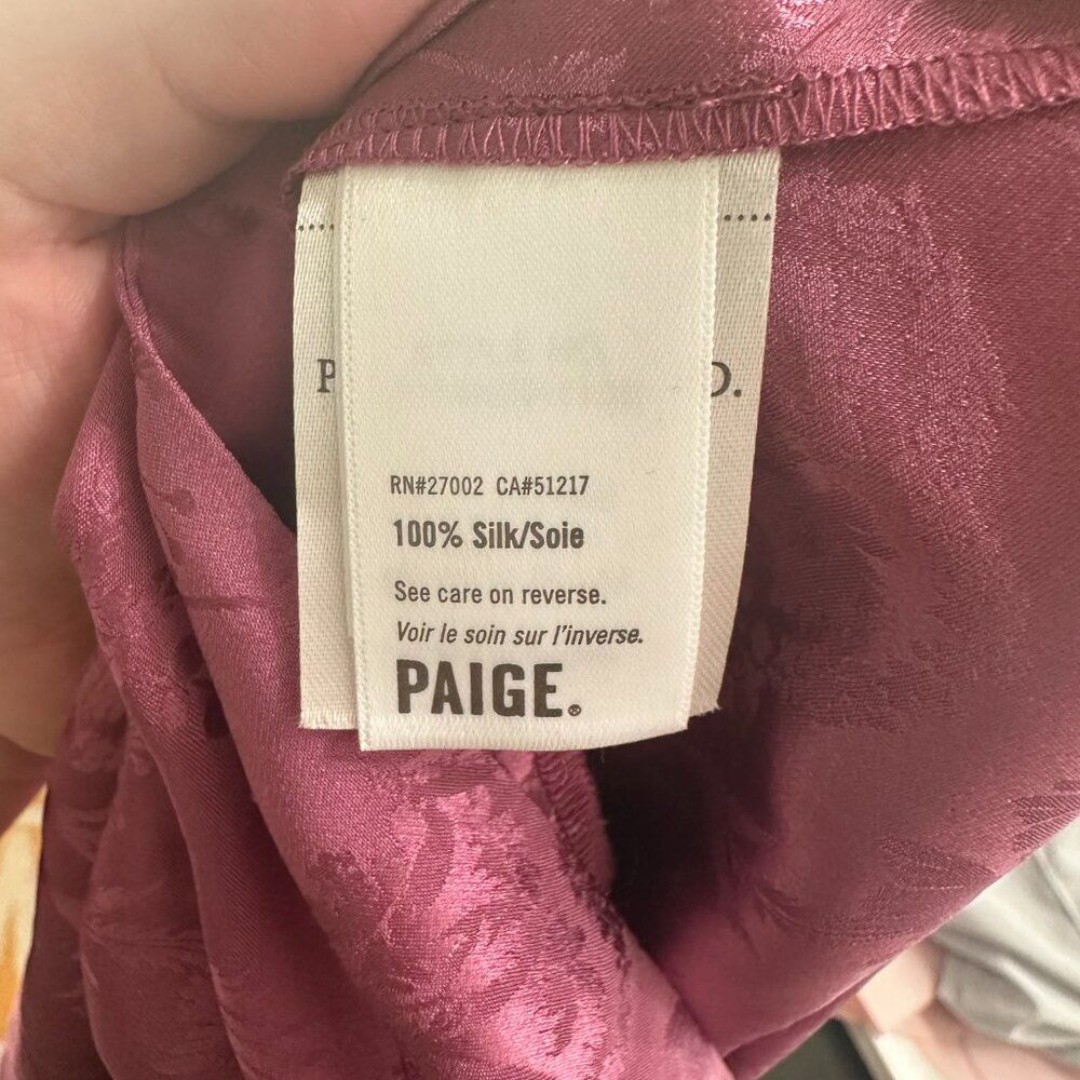 P
D.
RN#27002 CA#51217
100% Silk/Soie
See care on reverse.
Voir le soin sur l'inverse.
PAIGE.®